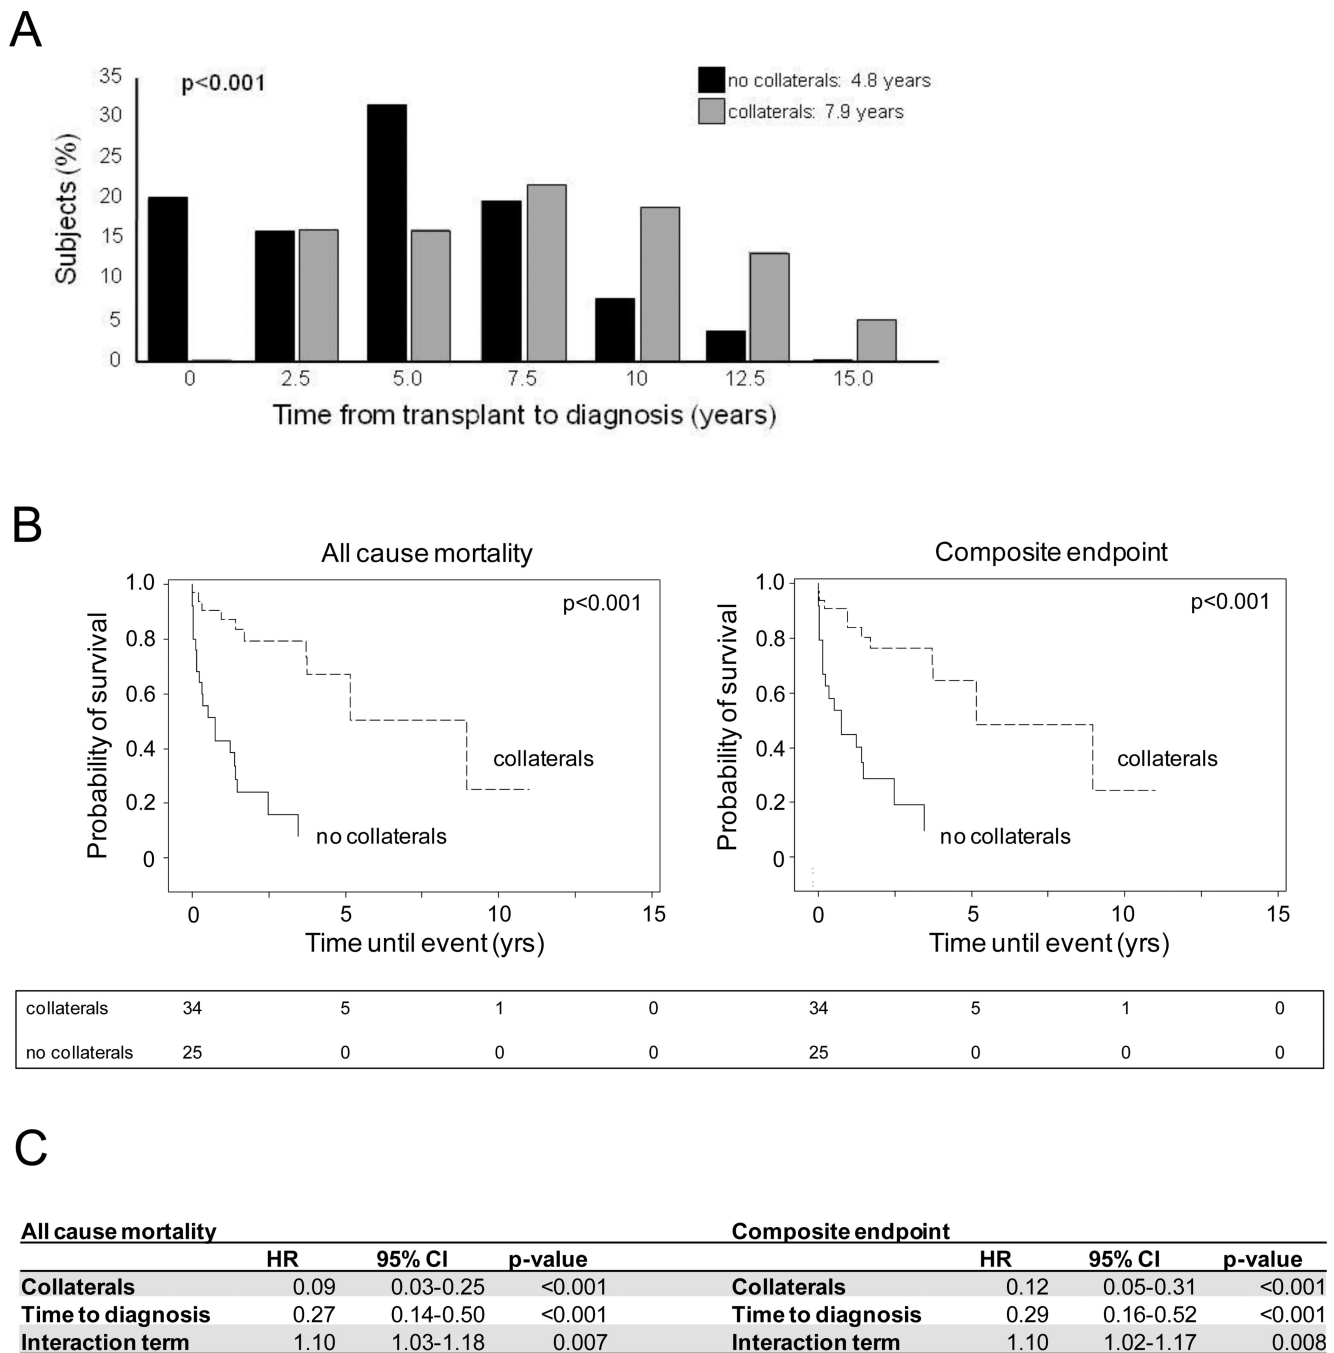 A
p<0.001
no collaterals: 4.8 years
collaterals: 7.9 years
Subjects (%)
35
30
25
20
15
10
5
0
0 2.5 5.0 7.5 10 12.5 15.0
Time from transplant to diagnosis (years)
B
All cause mortality
p<0.001
Probability of survival
1.0
0.8
0.6
0.4
0.2
0
collaterals
no collaterals
0 5 10 15
Time until event (yrs)
Composite endpoint
p<0.001
Probability of survival
1.0
0.8
0.6
0.4
0.2
0
collaterals
no collaterals
0 5 10 15
Time until event (yrs)
collaterals 34 5 1 0 34 5 1 0
no collaterals 25 0 0 0 25 0 0 0
C
All cause mortality Composite endpoint
HR 95% CI p-value HR 95% CI p-value
Collaterals 0.09 0.03-0.25 <0.001 Collaterals 0.12 0.05-0.31 <0.001
Time to diagnosis 0.27 0.14-0.50 <0.001 Time to diagnosis 0.29 0.16-0.52 <0.001
Interaction term 1.10 1.03-1.18 0.007 Interaction term 1.10 1.02-1.17 0.008